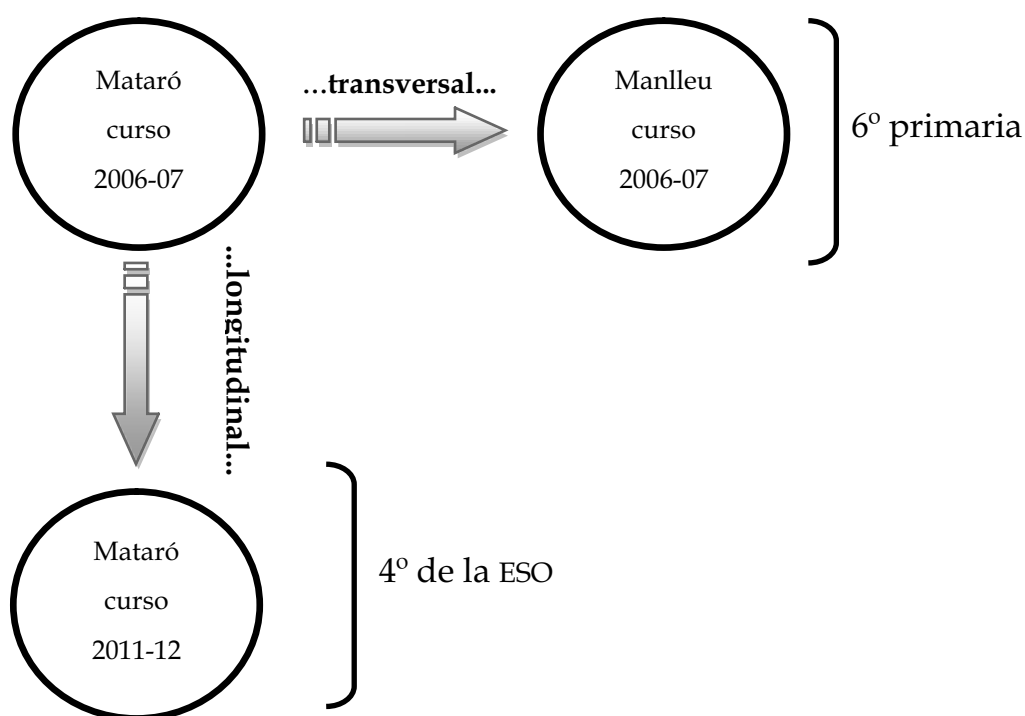 Mataró
curso
2006-07
...transversal...
Manlleu
curso
2006-07
6º primaria
...longitudinal...
Mataró
curso
2011-12
4º de la ESO